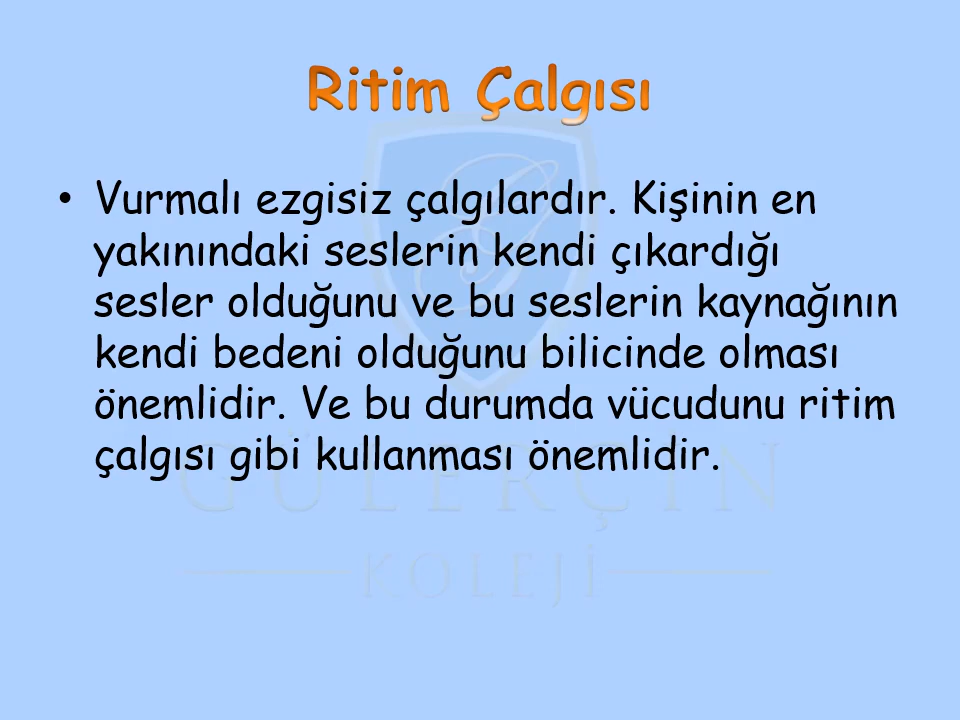 Ritim Çalgısı
• Vurmalı ezgisiz çalgılardır. Kişinin en
yakınındaki seslerin kendi çıkardığı
sesler olduğunu ve bu seslerin kaynağının
kendi bedeni olduğunu bilicinde olması
önemlidir. Ve bu durumda vücudunu ritim
çalgısı gibi kullanması önemlidir.
GÜLERÇİN
KOLEJİ